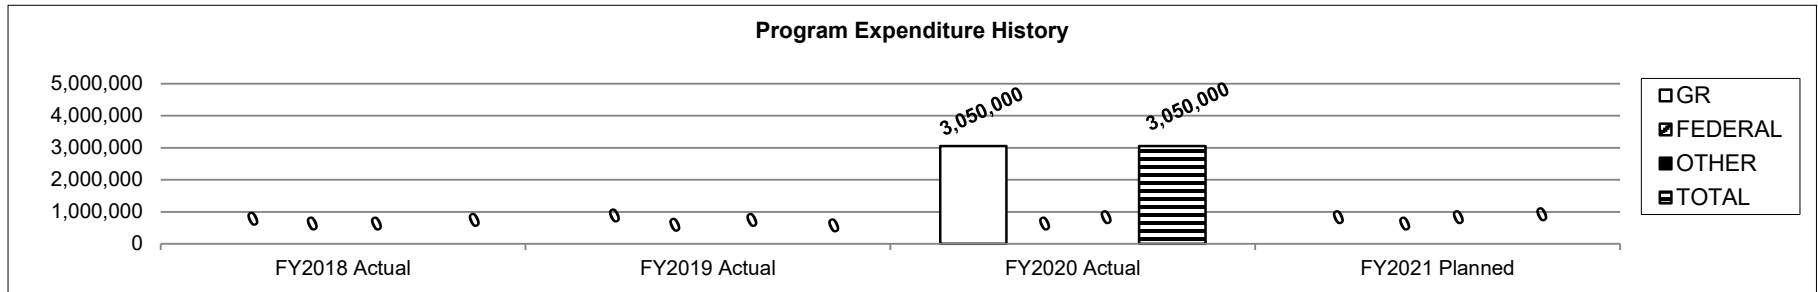 Program Expenditure History
5,000,000
4,000,000
3,000,000
2,000,000
1,000,000
0
0 0 0 0
0 0 0 0
3,050,000 0 0 3,050,000
0 0 0 0
FY2018 Actual FY2019 Actual FY2020 Actual FY2021 Planned
GR
FEDERAL
OTHER
TOTAL